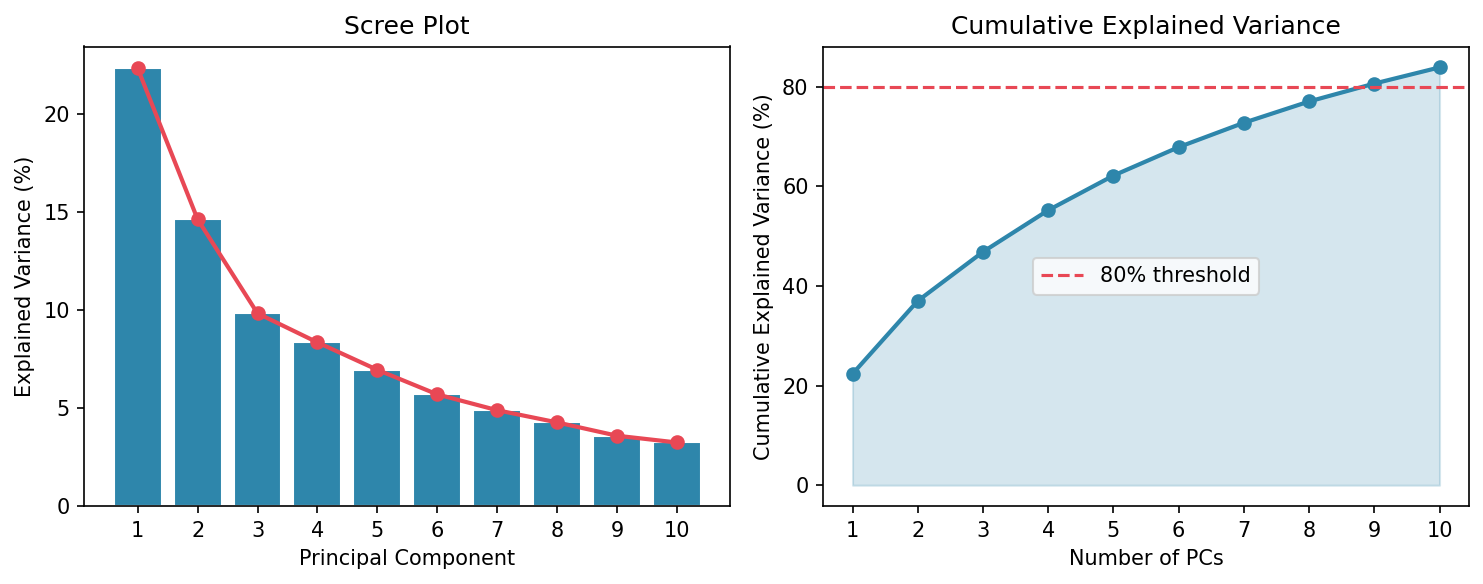 Scree Plot
Explained Variance (%)
20
15
10
5
0
1 2 3 4 5 6 7 8 9 10
Principal Component
Cumulative Explained Variance
Cumulative Explained Variance (%)
80
60
40
20
0
80% threshold
1 2 3 4 5 6 7 8 9 10
Number of PCs